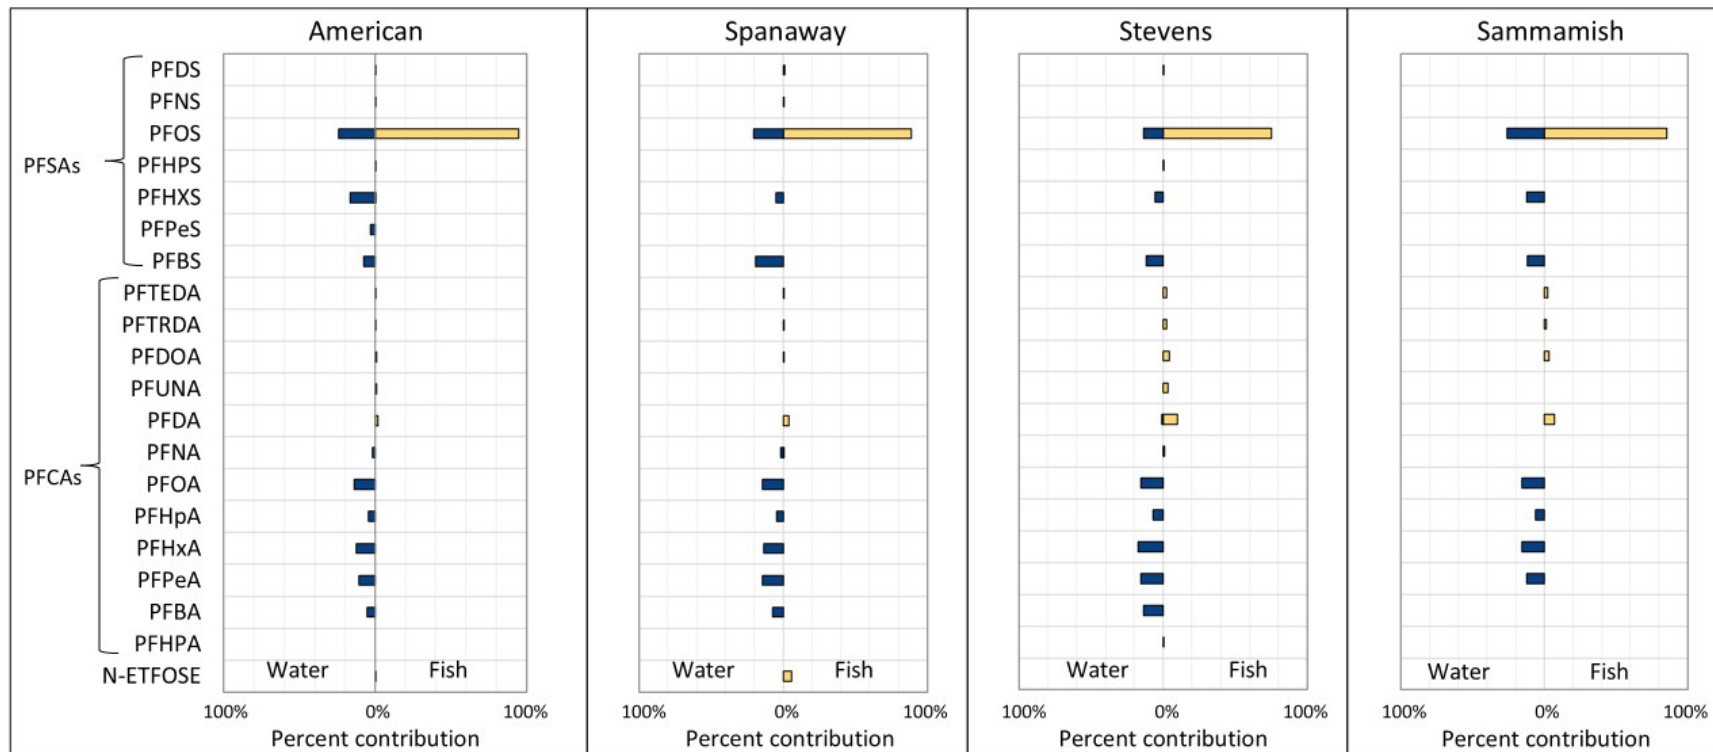 American Spanaway Stevens Sammamish
PFDS
PFNS
PFOS
PFSAs PFHPS
PFHXS
PFPeS
PFBS
PFTEDA
PFTRDA
PFDOA
PFUNA
PFDA
PFNA
PFCAs PFOA
PFHpA
PFHxA
PFPeA
PFBA
PFHPA
N-ETFOSE Water Fish Water Fish Water Fish Water Fish
100% 0% 100% 100% 0% 100% 100% 0% 100% 100% 0% 100%
Percent contribution Percent contribution Percent contribution Percent contribution